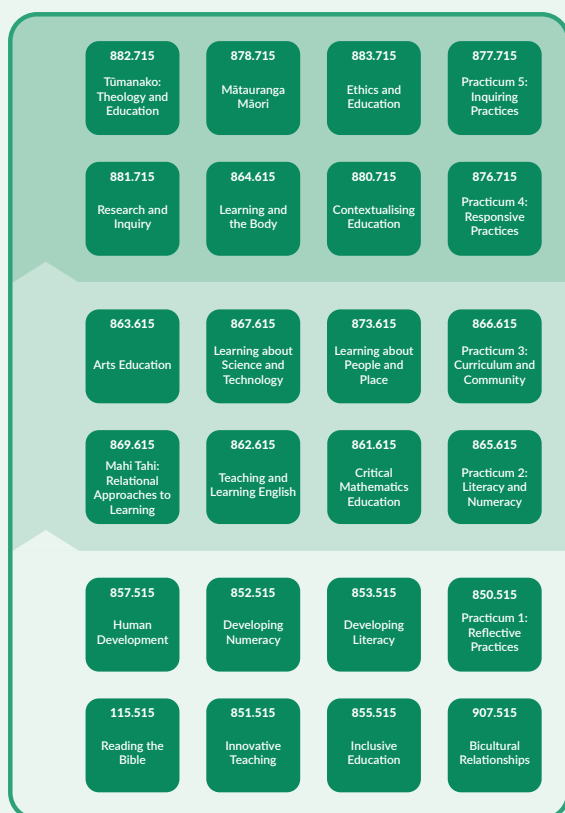 882.715
Tūmanako:
Theology and
Education
878.715
Mātauranga
Māori
883.715
Ethics and
Education
877.715
Practicum 5:
Inquiring
Practices
881.715
Research and
Inquiry
864.615
Learning and
the Body
880.715
Contextualising
Education
876.715
Practicum 4:
Responsive
Practices
863.615
Arts Education
867.615
Learning about
Science and
Technology
873.615
Learning about
People and
Place
866.615
Practicum 3:
Curriculum and
Community
869.615
Mahi Tahi:
Relational
Approaches to
Learning
862.615
Teaching and
Learning English
861.615
Critical
Mathematics
Education
865.615
Practicum 2:
Literacy and
Numeracy
857.515
Human
Development
852.515
Developing
Numeracy
853.515
Developing
Literacy
850.515
Practicum 1:
Reflective
Practices
115.515
Reading the
Bible
851.515
Innovative
Teaching
855.515
Inclusive
Education
907.515
Bicultural
Relationships